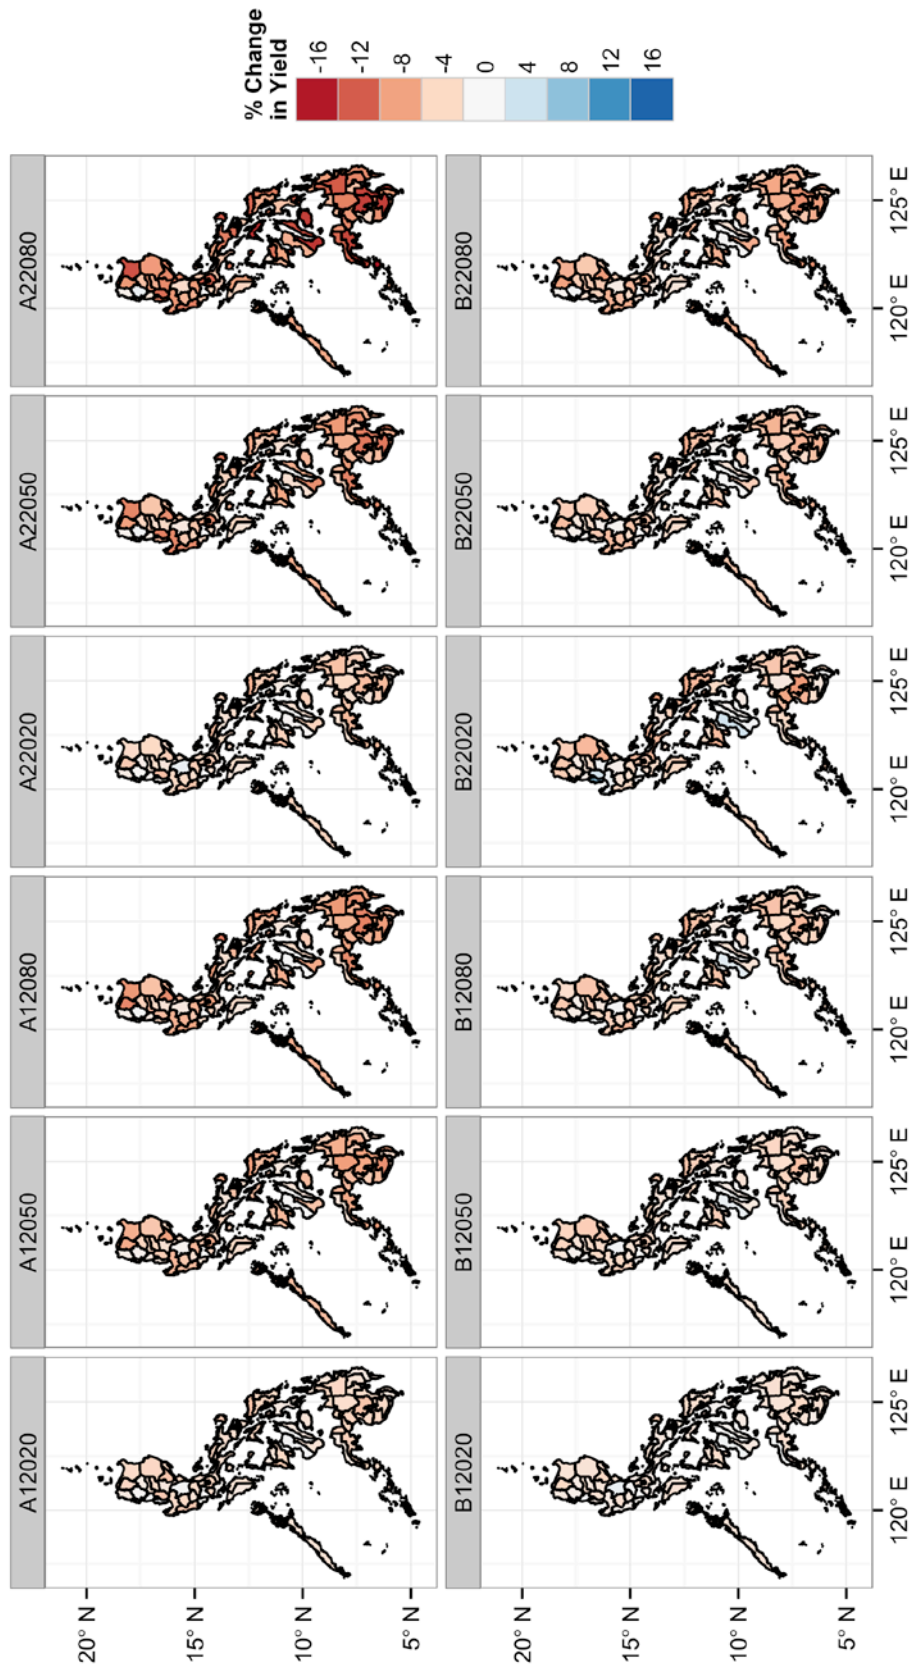 A12020
A12050
A12080
A22020
A22050
A22080
% Change
in Yield
-16
-12
-8
-4
0
4
8
12
16
20° N
15° N
10° N
5° N
B12020
B12050
B12080
B22020
B22050
B22080
20° N
15° N
10° N
5° N
120° E
125° E
120° E
125° E
120° E
125° E
120° E
125° E
120° E
125° E
120° E
125° E